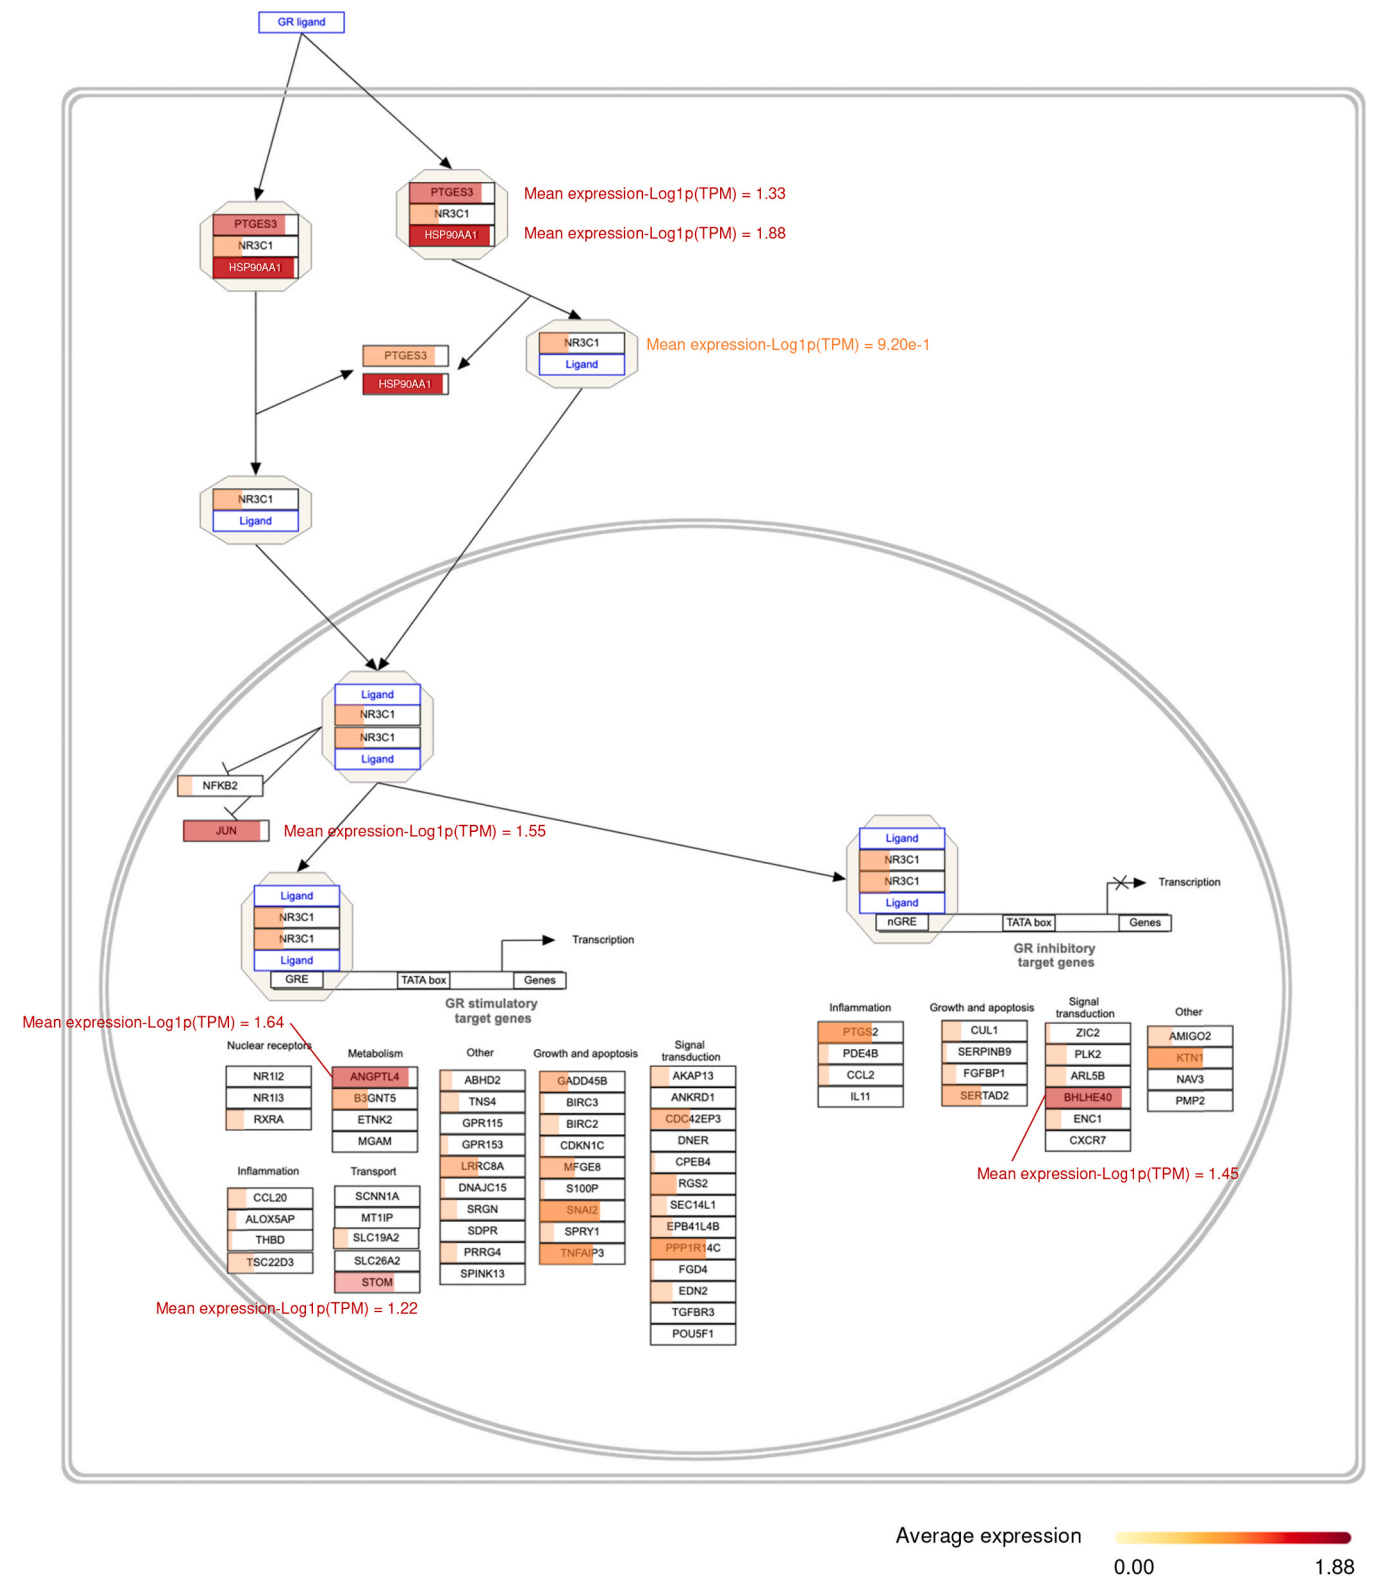 GR ligand
PTGES3
NR3C1
HSP90AA1
Mean expression-Log1p(TPM) = 1.33
Mean expression-Log1p(TPM) = 1.88
PTGES3
NR3C1
HSP90AA1
NR3C1
Ligand
Mean expression-Log1p(TPM) = 9.20e-1
PTGES3
HSP90AA1
NR3C1
Ligand
Ligand
NR3C1
NR3C1
Ligand
NFKB2
JUN
Mean expression-Log1p(TPM) = 1.55
Ligand
NR3C1
NR3C1
Ligand
nGRE
TATA box
Genes
Transcription
GR inhibitory
target genes
Ligand
NR3C1
NR3C1
Ligand
GRE
TATA box
Genes
Transcription
GR stimulatory
target genes
Mean expression-Log1p(TPM) = 1.64
Nuclear receptors
NR1I2
NR1I3
RXRA
Metabolism
ANGPTL4
B3GNT5
ETNK2
MGAM
Inflammation
CCL20
ALOX5AP
THBD
TSC22D3
Transport
SCNN1A
MT1IP
SLC19A2
SLC26A2
STOM
Mean expression-Log1p(TPM) = 1.22
Other
ABHD2
TNS4
GPR115
GPR153
LRRC8A
DNAJC15
SRGN
SDPR
PRRG4
SPINK13
Growth and apoptosis
GADD45B
BIRC3
BIRC2
CDKN1C
MFGE8
S100P
SNAI2
SPRY1
TNFAIP3
Signal
transduction
AKAP13
ANKRD1
CDC42EP3
DNER
CPEB4
RGS2
SEC14L1
EPB41L4B
PPP1R14C
FGD4
EDN2
TGFBR3
POU5F1
Inflammation
PTGS2
PDE4B
CCL2
IL11
Growth and apoptosis
CUL1
SERPINB9
FGFBP1
SERTAD2
Signal
transduction
ZIC2
PLK2
ARL5B
BHLHE40
ENC1
CXCR7
Mean expression-Log1p(TPM) = 1.45
Other
AMIGO2
KTN1
NAV3
PMP2
Average expression
0.00
1.88